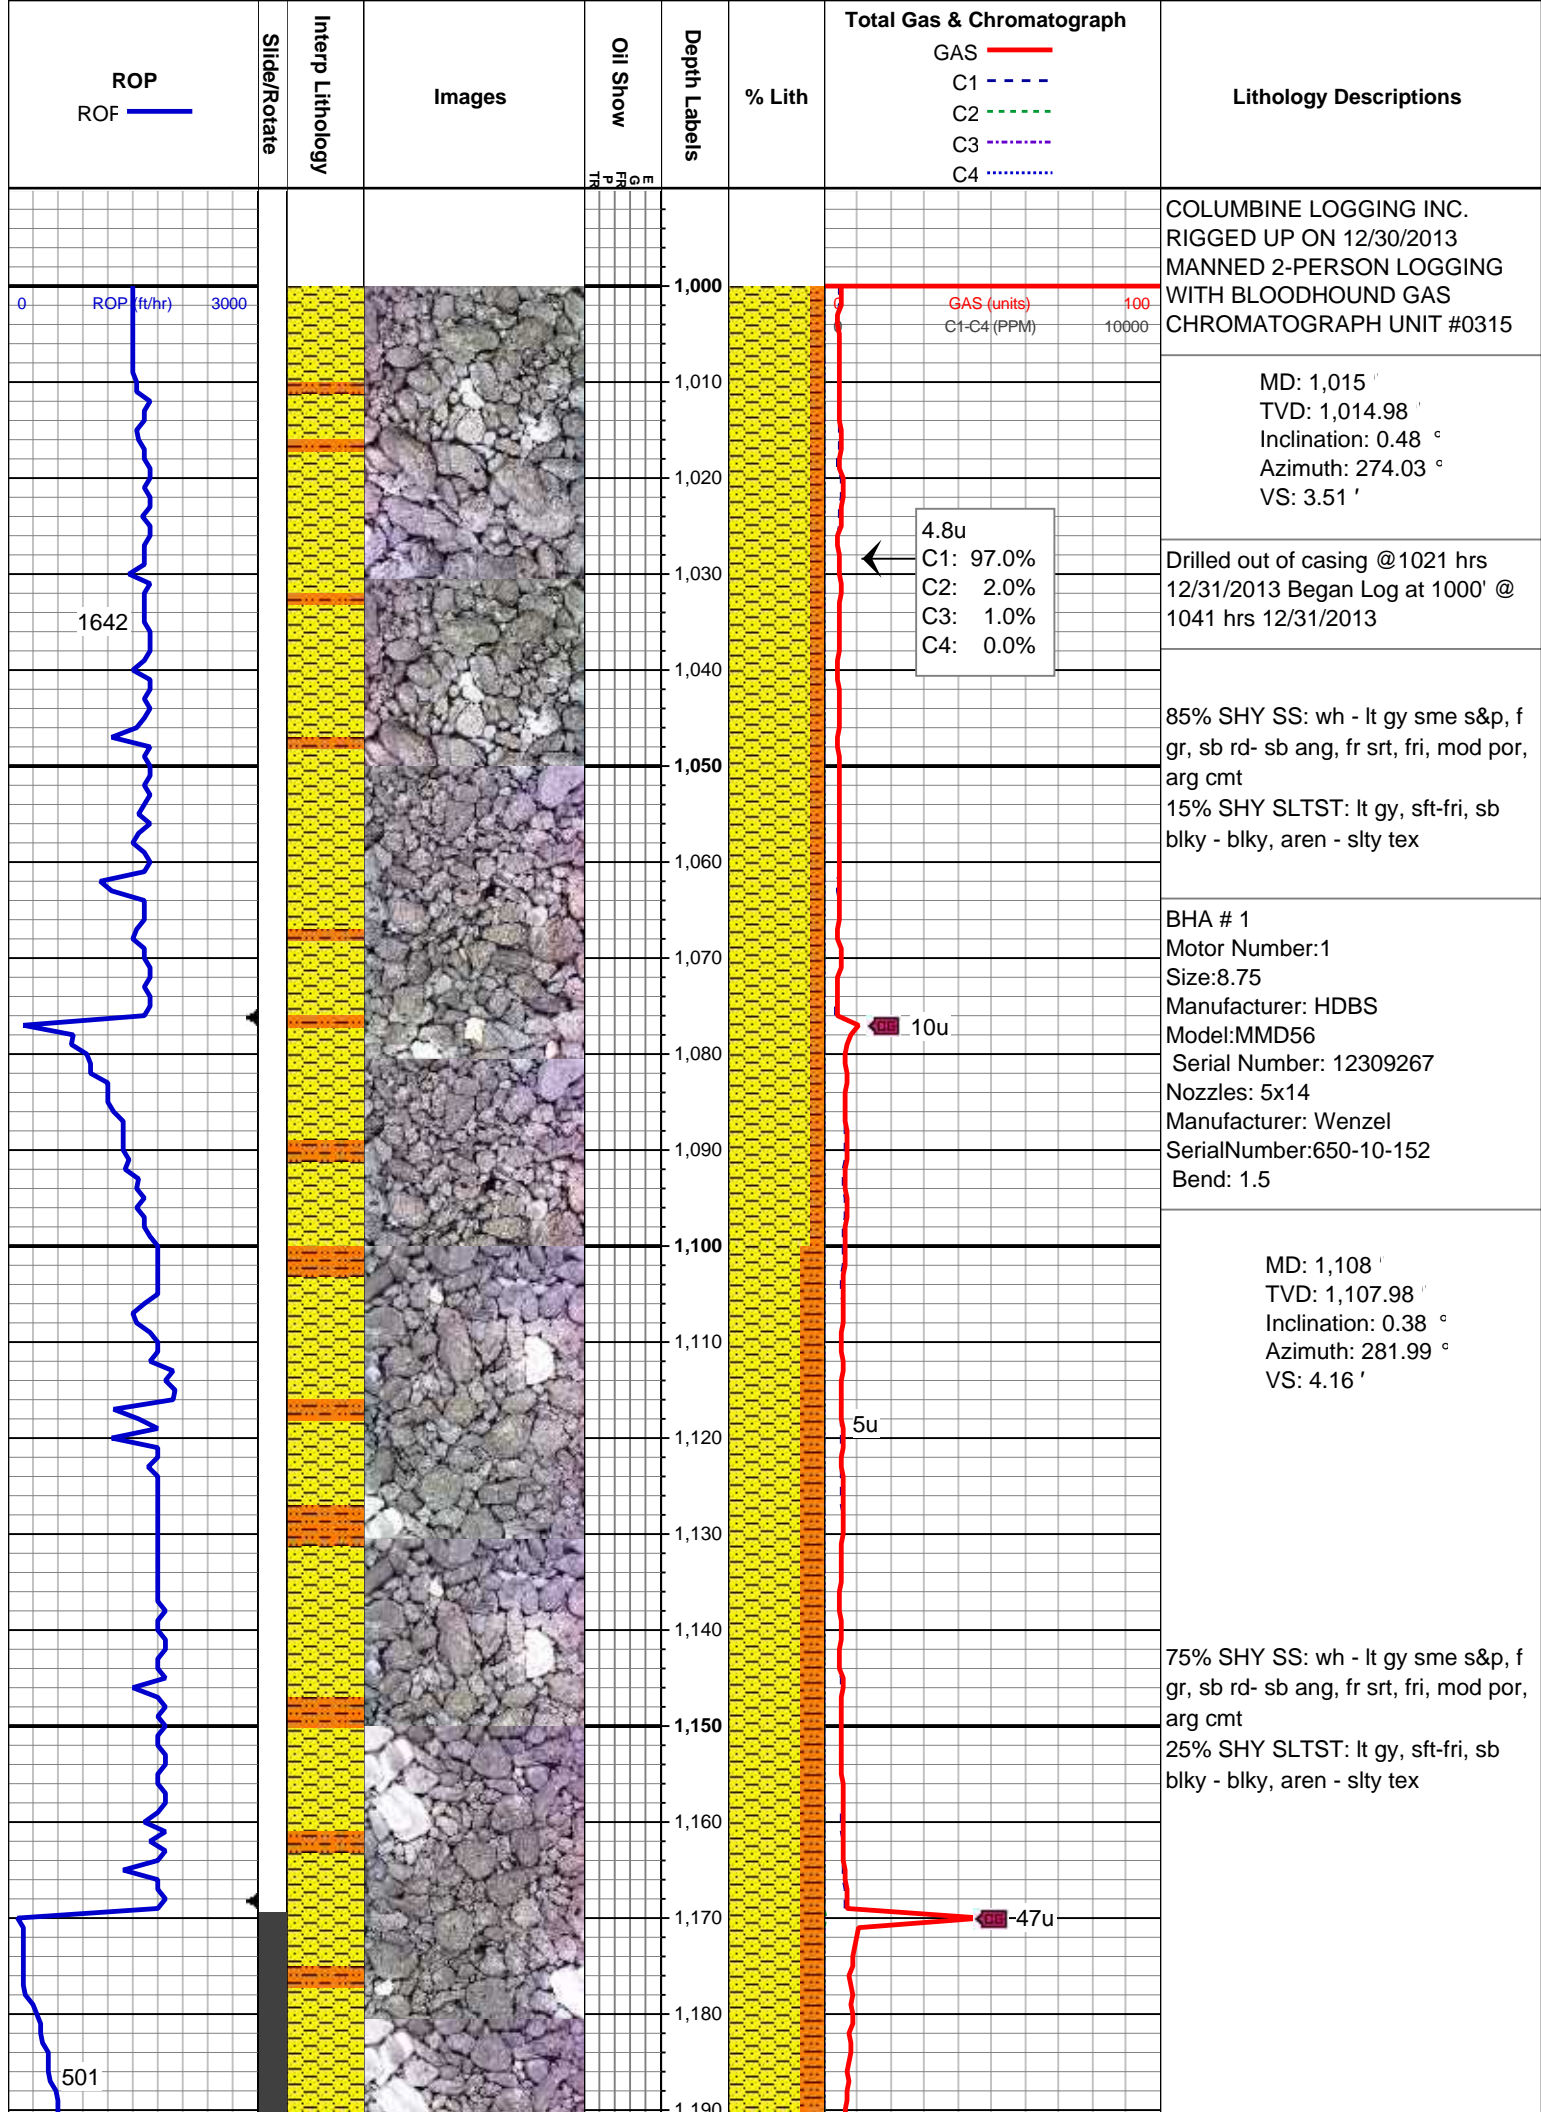 ROP
ROF
Slide/Rotate
Interp Lithology
Images
Oil Show
TR P FR G E
Depth Labels
% Lith
Total Gas & Chromatograph
GAS
C1
C2
C3
C4
Lithology Descriptions
0 ROP (ft/hr) 3000
0 GAS (units) 100
0 C1-C4 (PPM) 10000
1,000
1,010
1,020
1,030
1,040
1,050
1,060
1,070
1,080
1,090
1,100
1,110
1,120
1,130
1,140
1,150
1,160
1,170
1,180
1,190
1642
501
4.8u
C1: 97.0%
C2: 2.0%
C3: 1.0%
C4: 0.0%
CG 10u
5u
CG 47u
COLUMBINE LOGGING INC.
RIGGED UP ON 12/30/2013
MANNED 2-PERSON LOGGING
WITH BLOODHOUND GAS
CHROMATOGRAPH UNIT #0315
MD: 1,015 '
TVD: 1,014.98 '
Inclination: 0.48 °
Azimuth: 274.03 °
VS: 3.51 '
Drilled out of casing @1021 hrs
12/31/2013 Began Log at 1000' @
1041 hrs 12/31/2013
85% SHY SS: wh - lt gy sme s&p, f
gr, sb rd- sb ang, fr srt, fri, mod por,
arg cmt
15% SHY SLTST: lt gy, sft-fri, sb
blky - blky, aren - slty tex
BHA # 1
Motor Number:1
Size:8.75
Manufacturer: HDBS
Model:MMD56
Serial Number: 12309267
Nozzles: 5x14
Manufacturer: Wenzel
SerialNumber:650-10-152
Bend: 1.5
MD: 1,108 '
TVD: 1,107.98 '
Inclination: 0.38 °
Azimuth: 281.99 °
VS: 4.16 '
75% SHY SS: wh - lt gy sme s&p, f
gr, sb rd- sb ang, fr srt, fri, mod por,
arg cmt
25% SHY SLTST: lt gy, sft-fri, sb
blky - blky, aren - slty tex